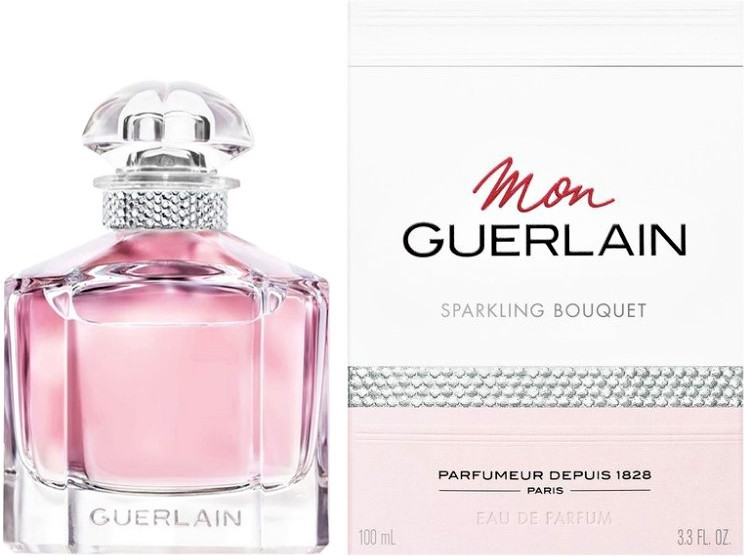 GUERLAIN
Mon
GUERLAIN
SPARKLING BOUQUET
PARFUMEUR DEPUIS 1828
PARIS
EAU DE PARFUM
100 mL 3.3 FL. OZ.